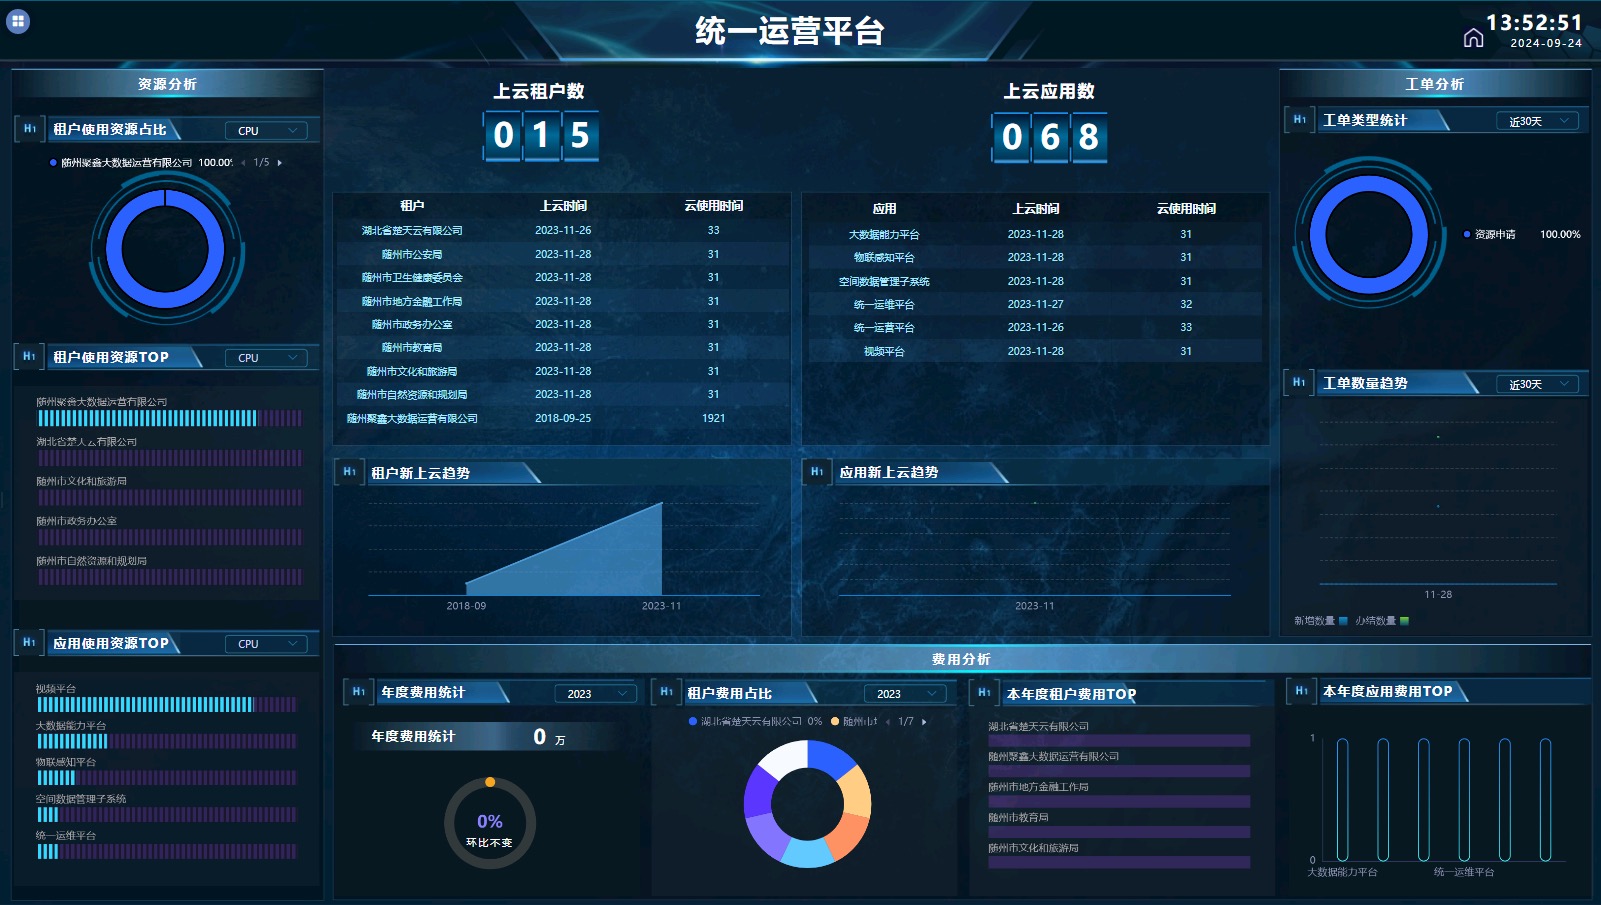 统一运营平台
13:52:51
2024-09-24
资源分析
H1 租户使用资源占比 CPU
随州聚鑫大数据运营有限公司 100.00% 1/5
H1 租户使用资源TOP CPU
随州聚鑫大数据运营有限公司
湖北省楚天云有限公司
随州市文化和旅游局
随州市政务办公室
随州市自然资源和规划局
H1 应用使用资源TOP CPU
视频平台
大数据能力平台
物联感知平台
空间数据管理子系统
统一运维平台
上云租户数
0 1 5
租户 上云时间 云使用时间
湖北省楚天云有限公司 2023-11-26 33
随州市公安局 2023-11-28 31
随州市卫生健康委员会 2023-11-28 31
随州市地方金融工作局 2023-11-28 31
随州市政务办公室 2023-11-28 31
随州市教育局 2023-11-28 31
随州市文化和旅游局 2023-11-28 31
随州市自然资源和规划局 2023-11-28 31
随州聚鑫大数据运营有限公司 2018-09-25 1921
上云应用数
0 6 8
应用 上云时间 云使用时间
大数据能力平台 2023-11-28 31
物联感知平台 2023-11-28 31
空间数据管理子系统 2023-11-28 31
统一运维平台 2023-11-27 32
统一运营平台 2023-11-26 33
视频平台 2023-11-28 31
H1 租户新上云趋势
2018-09 2023-11
H1 应用新上云趋势
2023-11
工单分析
H1 工单类型统计 近30天
资源申请 100.00%
H1 工单数量趋势 近30天
11-28
新增数量 办结数量
费用分析
H1 年度费用统计 2023
年度费用统计 0 万
0%
环比不变
H1 租户费用占比 2023
湖北省楚天云有限公司 0% 随州市 1/7
H1 本年度租户费用TOP
湖北省楚天云有限公司
随州聚鑫大数据运营有限公司
随州市地方金融工作局
随州市教育局
随州市文化和旅游局
H1 本年度应用费用TOP
1
0
大数据能力平台 统一运维平台